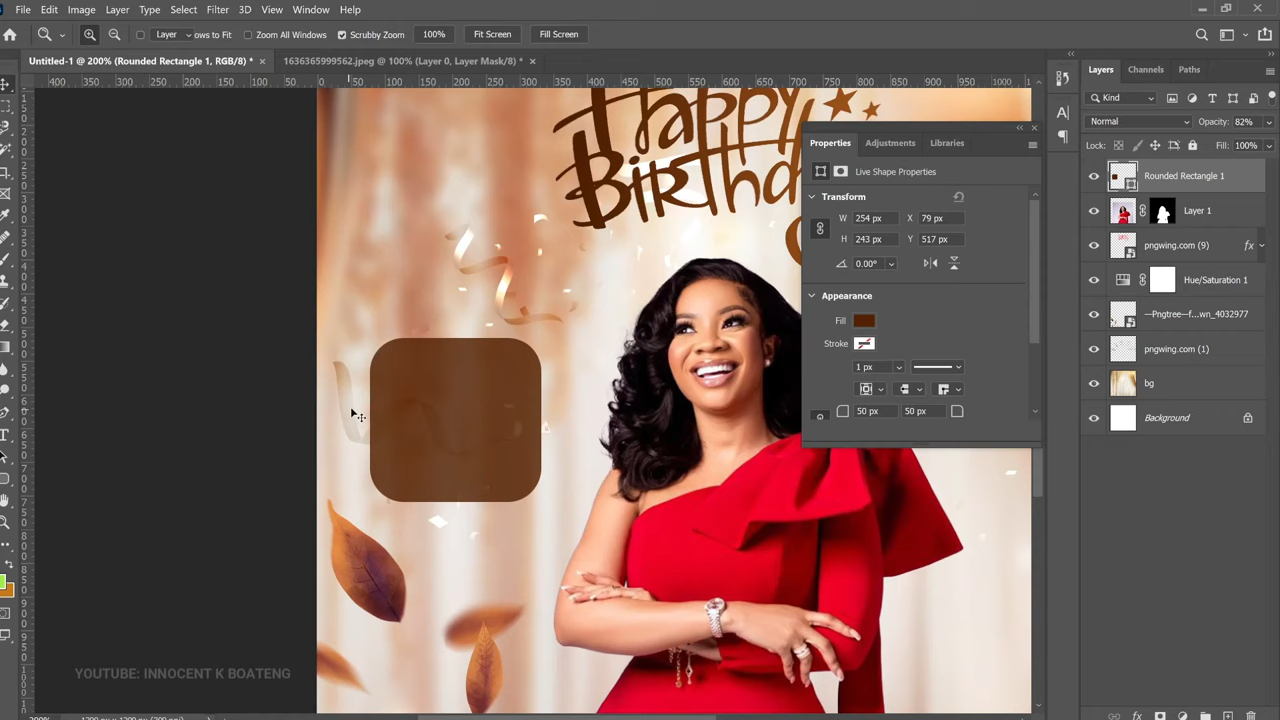 File Edit Image Layer Type Select Filter 3D View Window Help
Layer ows to Fit All Windows Scrubby Zoom 100% Fit Screen Fill Screen
Untitled-1 @ 200% (Rounded Rectangle 1, RGB/8) * × 1636365999562.jpeg @ 100% (Layer 0, Layer Mask/8) * ×
400 350 300 250 200 150 100 50 0 50 100 150 200 250 300 350 400 450 500 550 600 650 700 750 800 850 900 950 1000
Happy
Birthd
Properties Adjustments Libraries
Live Shape Properties
Transform
W 254 px X 79 px
H 243 px Y 517 px
0.00°
Appearance
Fill
Stroke
1 px
50 px 50 px
Layers Channels Paths
Kind
Normal Opacity: 82%
Lock: Fill: 100%
Rounded Rectangle 1
Layer 1
pngwing.com (9) fx
Hue/Saturation 1
—Pngtree—f...wn_4032977
pngwing.com (1)
bg
Background
YOUTUBE: INNOCENT K BOATENG